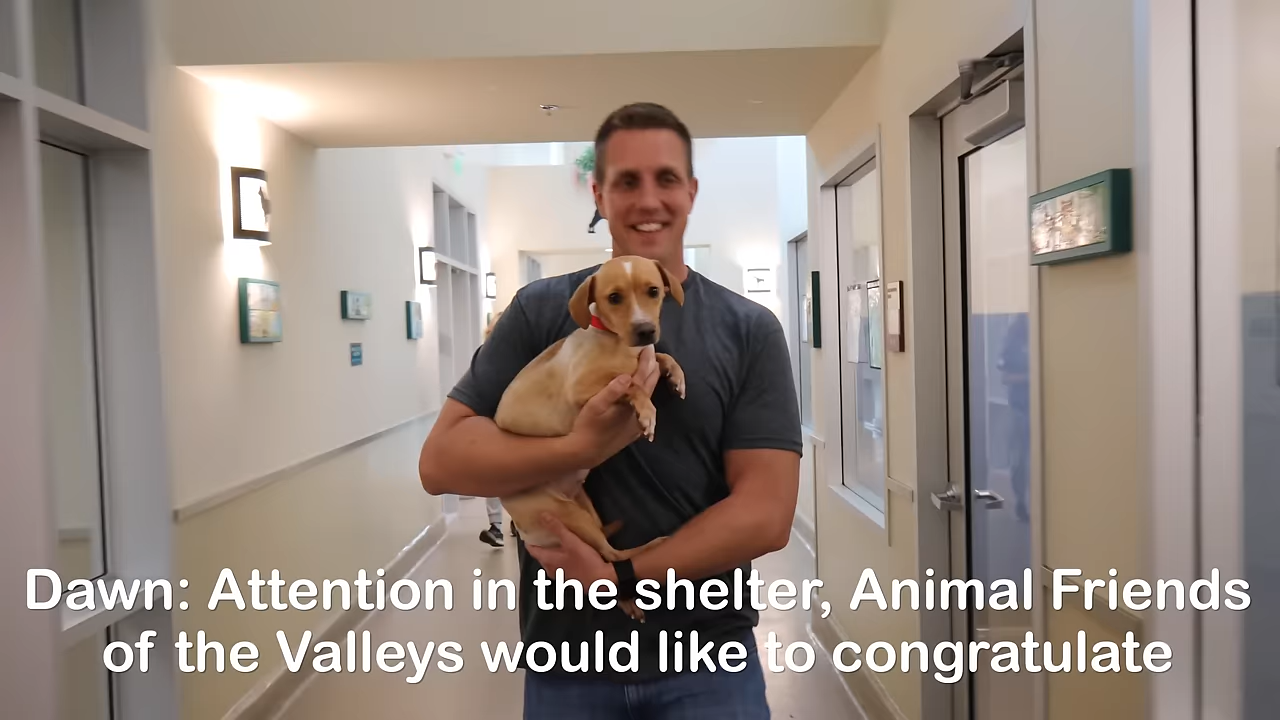 Dawn: Attention in the shelter, Animal Friends
of the Valleys would like to congratulate